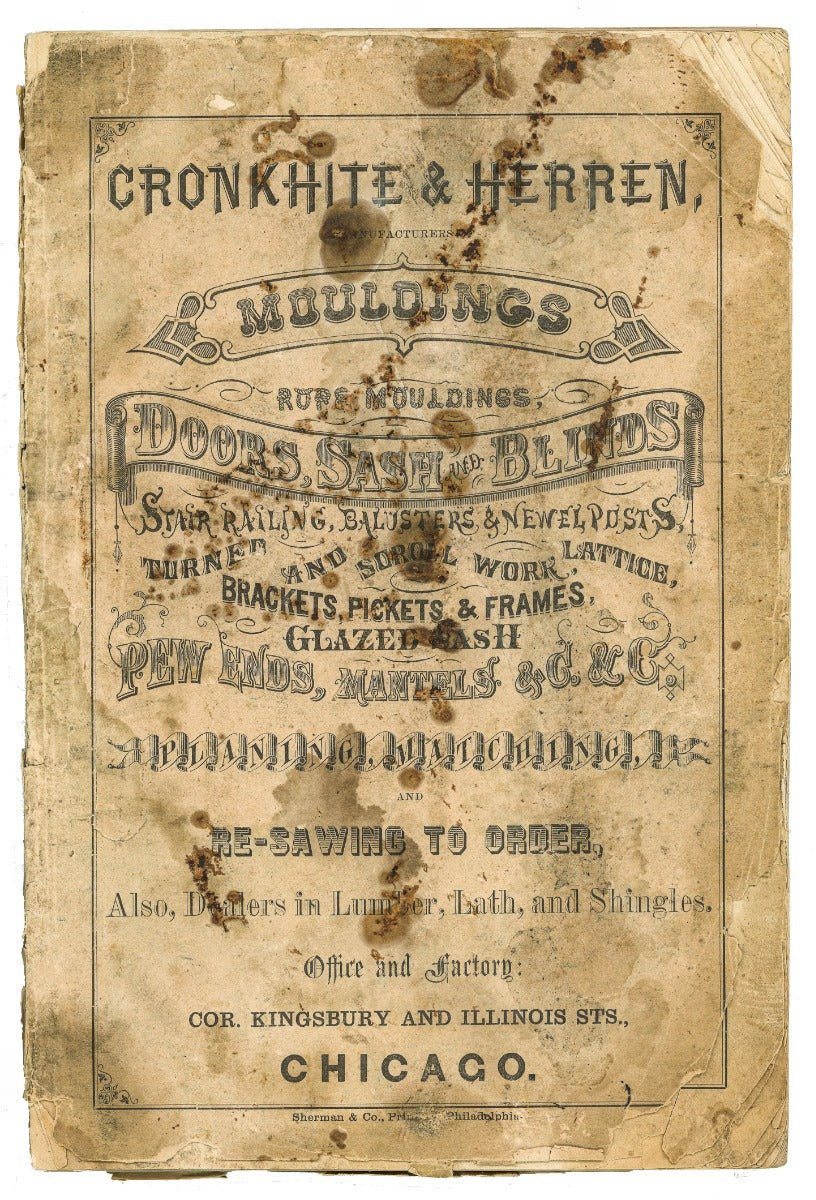 CRONKHITE & HERREN,
MANUFACTURERS OF
MOULDINGS
ROPE MOULDINGS,
DOORS, SASH AND BLINDS
STAIR RAILING, BALUSTERS, & NEWEL POSTS,
TURNED AND SCROLL WORK, LATTICE,
BRACKETS, PICKETS & FRAMES,
GLAZED SASH
PEW ENDS, MANTELS &C. &C.
PLANING, MATCHING,
AND
RE-SAWING TO ORDER,
Also, Dealers in Lumber, Lath, and Shingles.
Office and Factory:
COR. KINGSBURY AND ILLINOIS STS.,
CHICAGO.
Sherman & Co., Philadelphia.